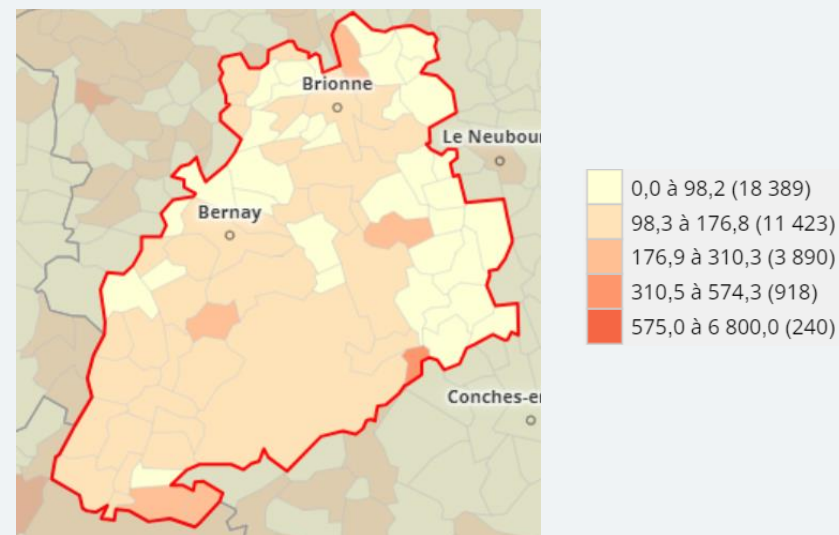 Brionne
Le Neubour
Bernay
Conches-e
0,0 à 98,2 (18 389)
98,3 à 176,8 (11 423)
176,9 à 310,3 (3 890)
310,5 à 574,3 (918)
575,0 à 6 800,0 (240)